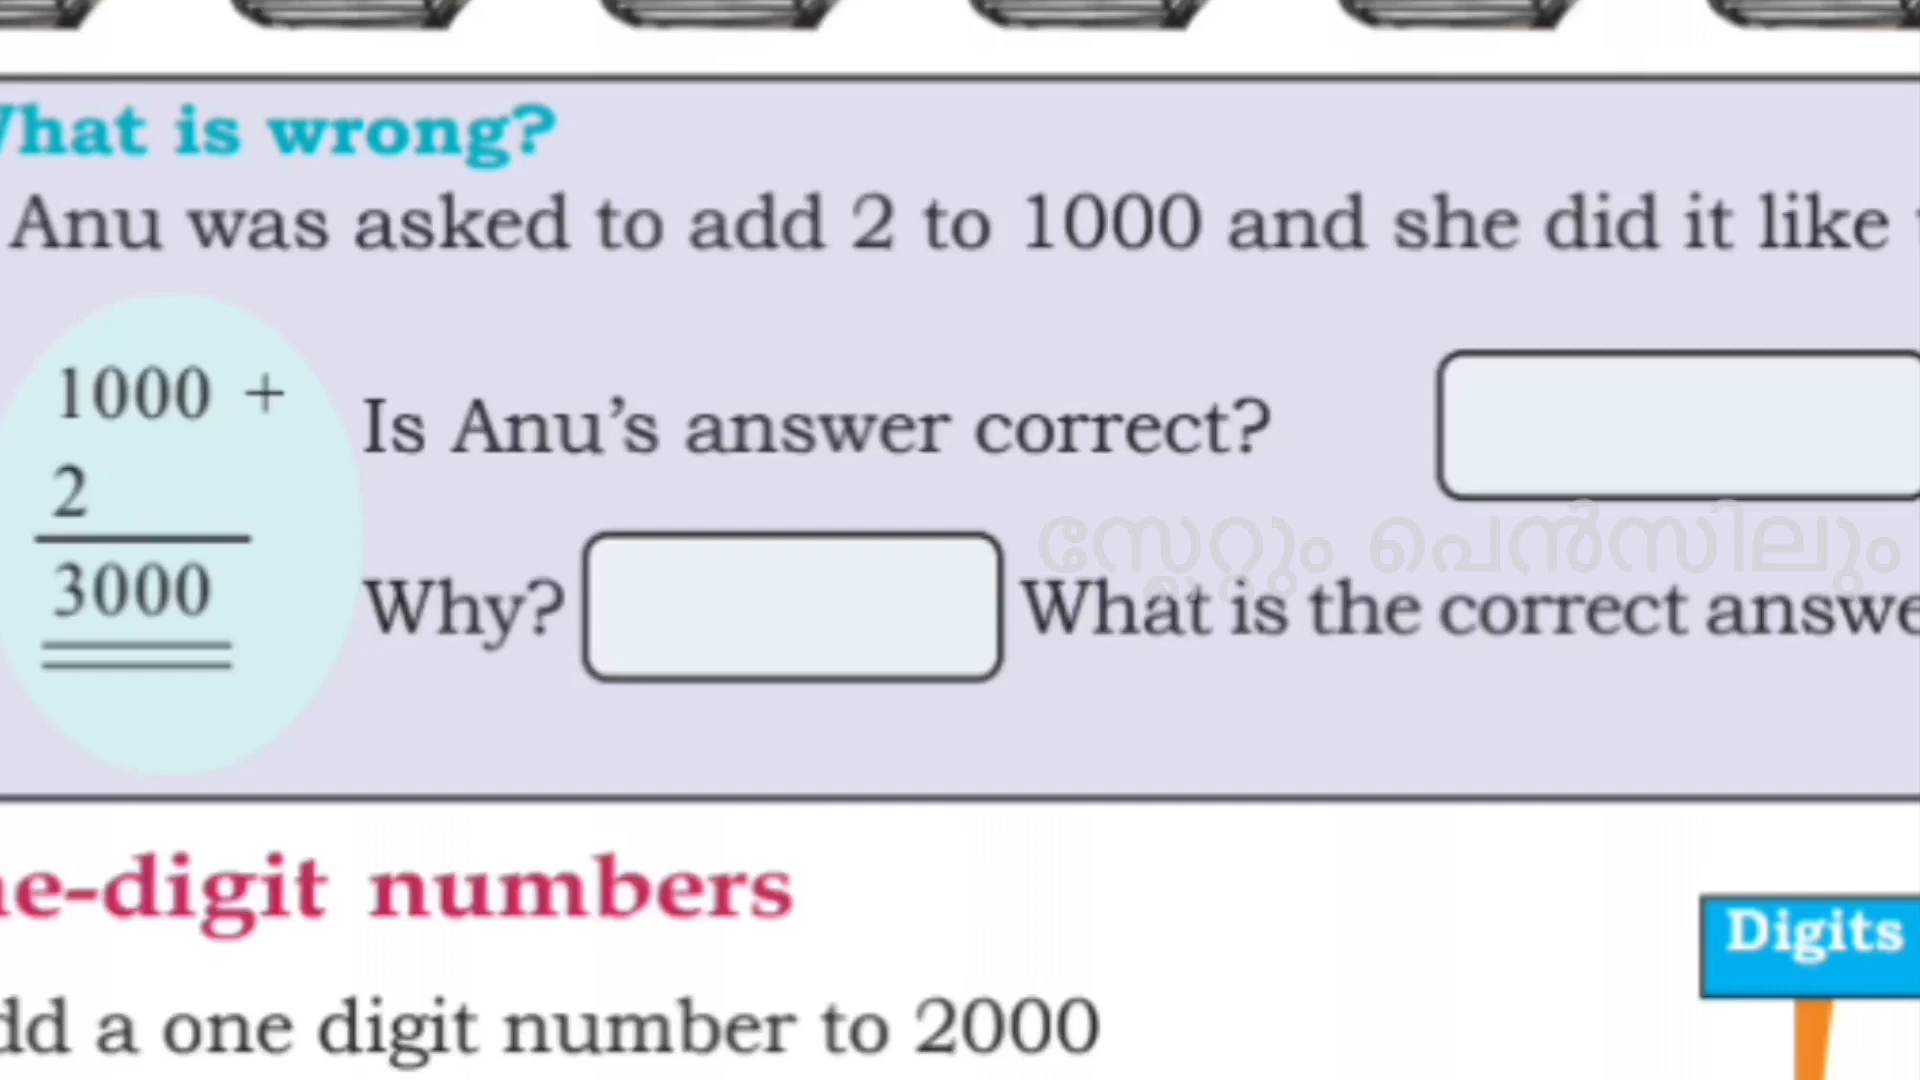 What is wrong?
Anu was asked to add 2 to 1000 and she did it like
1000 +
2
3000
Is Anu's answer correct?
Why?
What is the correct answe
സ്ലേറ്റും പെൻസിലും
e-digit numbers
Digits
dd a one digit number to 2000